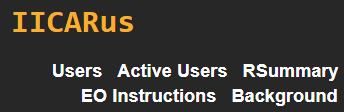 IICARus
Users Active Users RSummary
EO Instructions Background